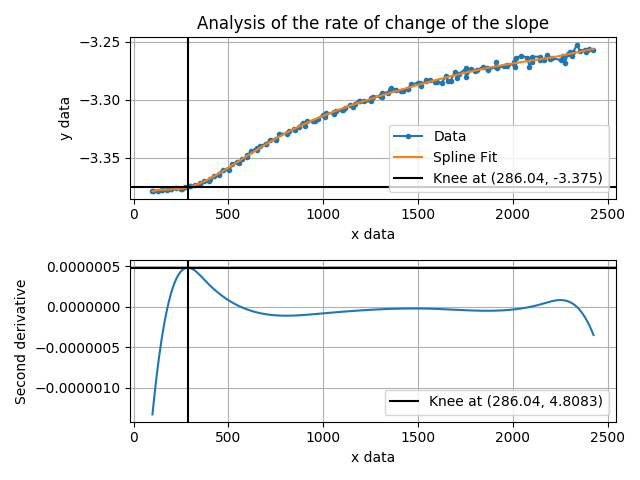 Analysis of the rate of change of the slope
−3.25
−3.30
−3.35
y data
Data
Spline Fit
Knee at (286.04, -3.375)
0 500 1000 1500 2000 2500
x data
0.0000005
0.0000000
−0.0000005
−0.0000010
Second derivative
Knee at (286.04, 4.8083)
0 500 1000 1500 2000 2500
x data